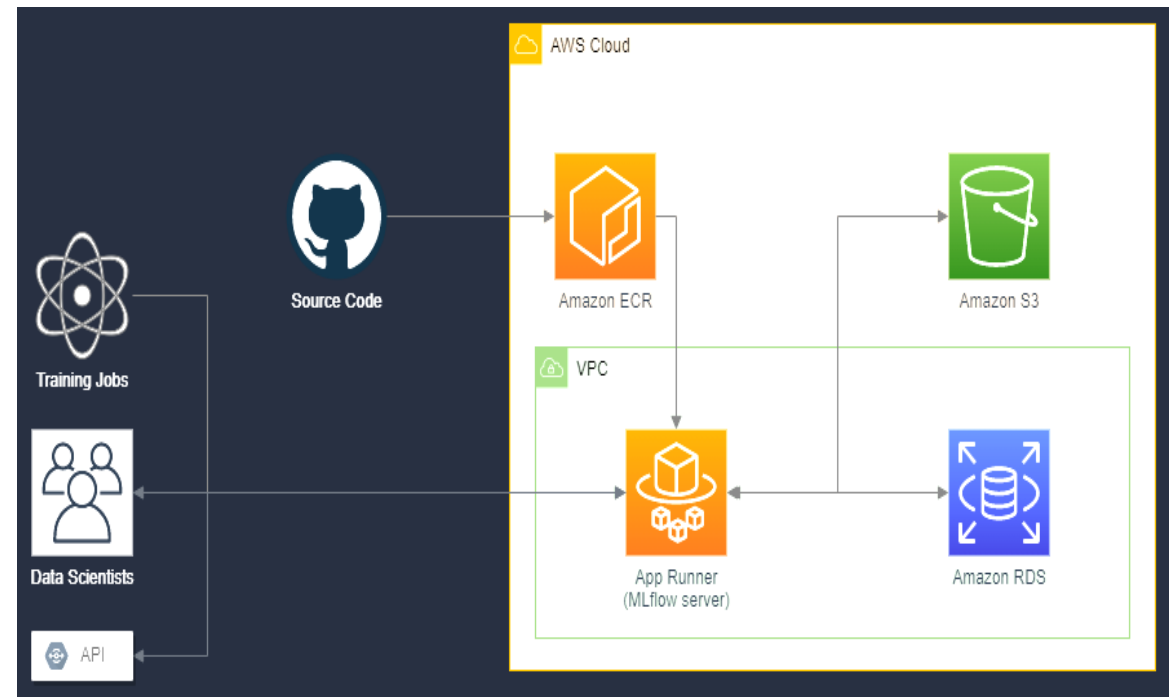 AWS Cloud
Source Code
Amazon ECR
Amazon S3
Training Jobs
VPC
Data Scientists
App Runner
(MLflow server)
Amazon RDS
API